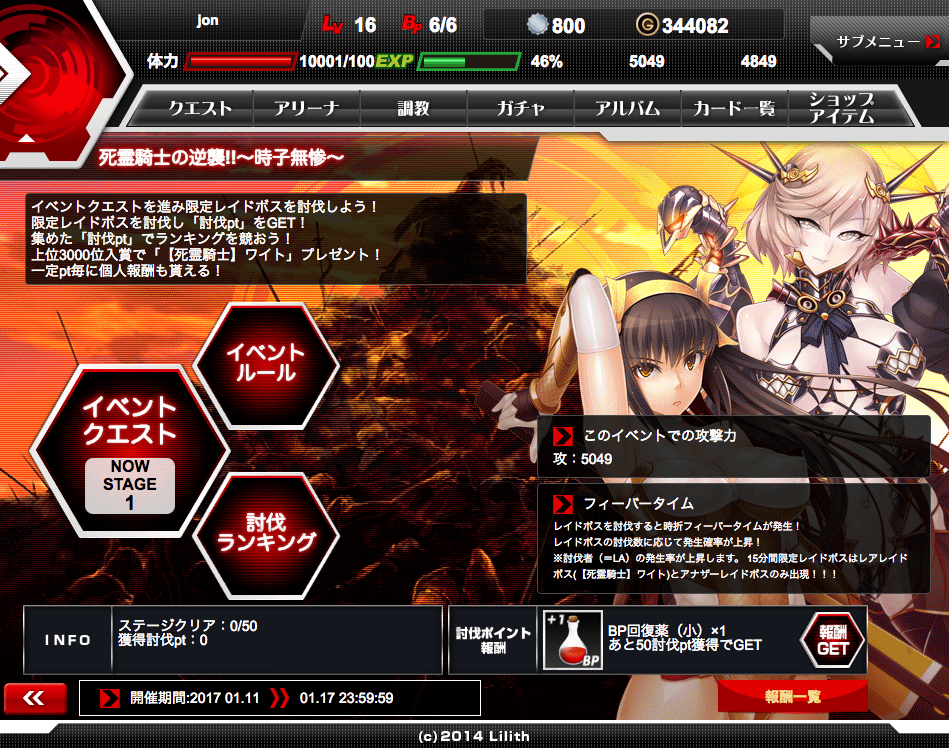 jon
Lv 16
BP 6/6
800
G 344082
サブメニュー
体力 10001/100
EXP 46%
5049
4849
クエスト
アリーナ
調教
ガチャ
アルバム
カード一覧
ショップ
アイテム
死霊騎士の逆襲!!〜時子無惨〜
イベントクエストを進み限定レイドボスを討伐しよう！
限定レイドボスを討伐し「討伐pt」をGET！
集めた「討伐pt」でランキングを競おう！
上位3000位入賞で「【死霊騎士】ワイト」プレゼント！
一定pt毎に個人報酬も貰える！
イベント
ルール
イベント
クエスト
NOW
STAGE
1
討伐
ランキング
このイベントでの攻撃力
攻：5049
フィーバータイム
レイドボスを討伐すると時折フィーバータイムが発生！
レイドボスの討伐数に応じて発生確率が上昇！
※討伐者（＝LA）の発生率が上昇します。 15分間限定レイドボスはレアレイド
ボス(【死霊騎士】ワイト)とアナザーレイドボスのみ出現！！！
INFO
ステージクリア：0/50
獲得討伐pt：0
討伐ポイント
報酬
+1
BP
BP回復薬（小）×1
あと50討伐pt獲得でGET
報酬
GET
開催期間:2017 01.11 01.17 23:59:59
報酬一覧
(c)2014 Lilith